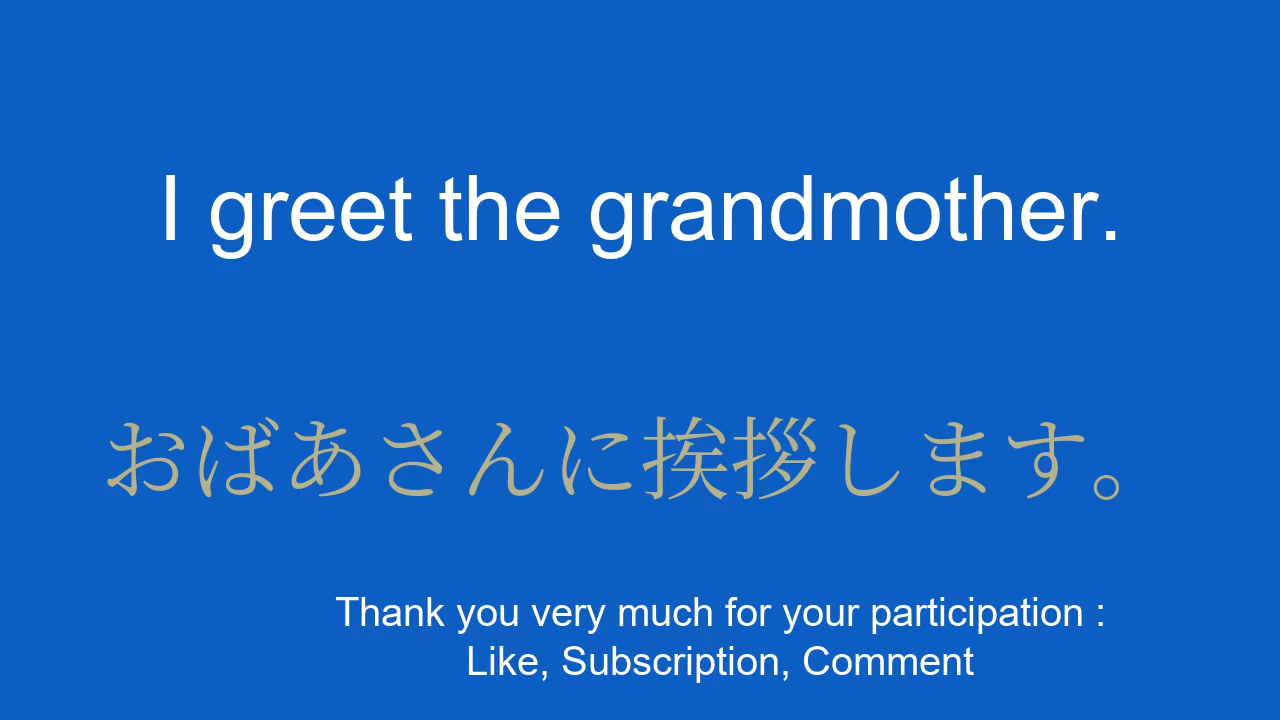 I greet the grandmother.
おばあさんに挨拶します。
Thank you very much for your participation :
Like, Subscription, Comment